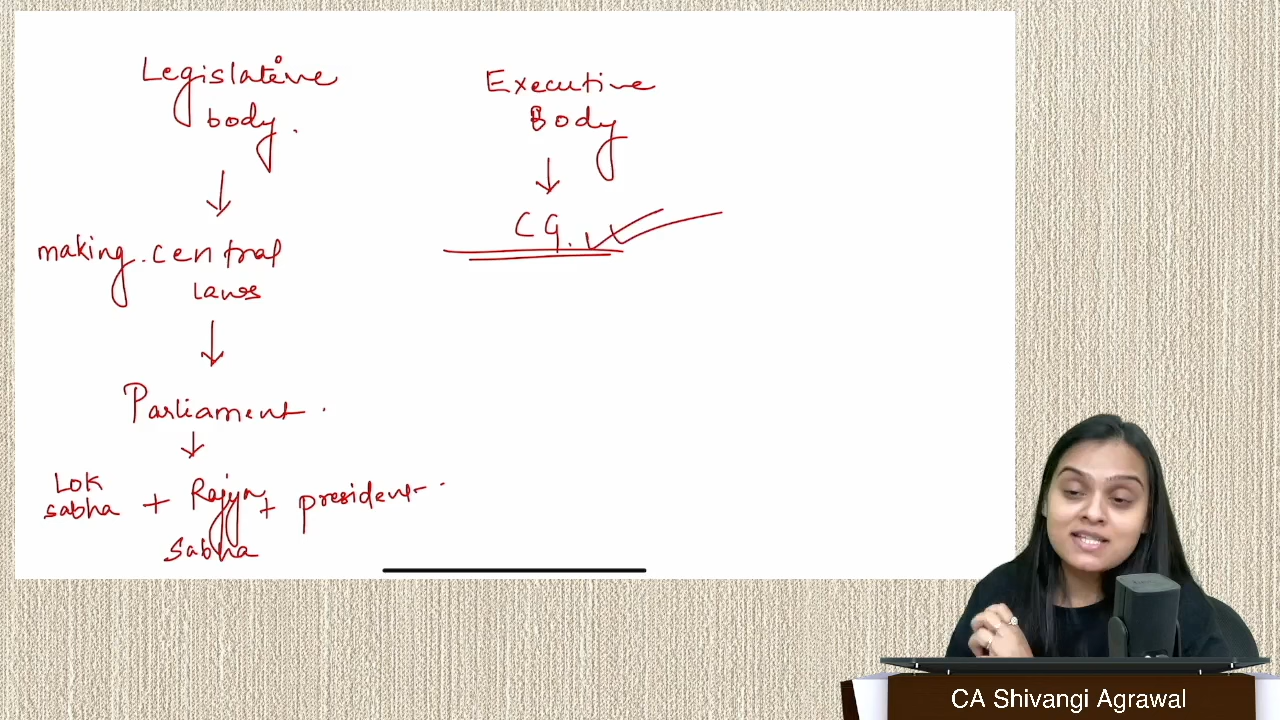 Legislative
body.
↓
making central
laws
↓
Parliament.
↓
Lok
sabha + Rajya
sabha + president.
Executive
Body
↓
CG.
CA Shivangi Agrawal